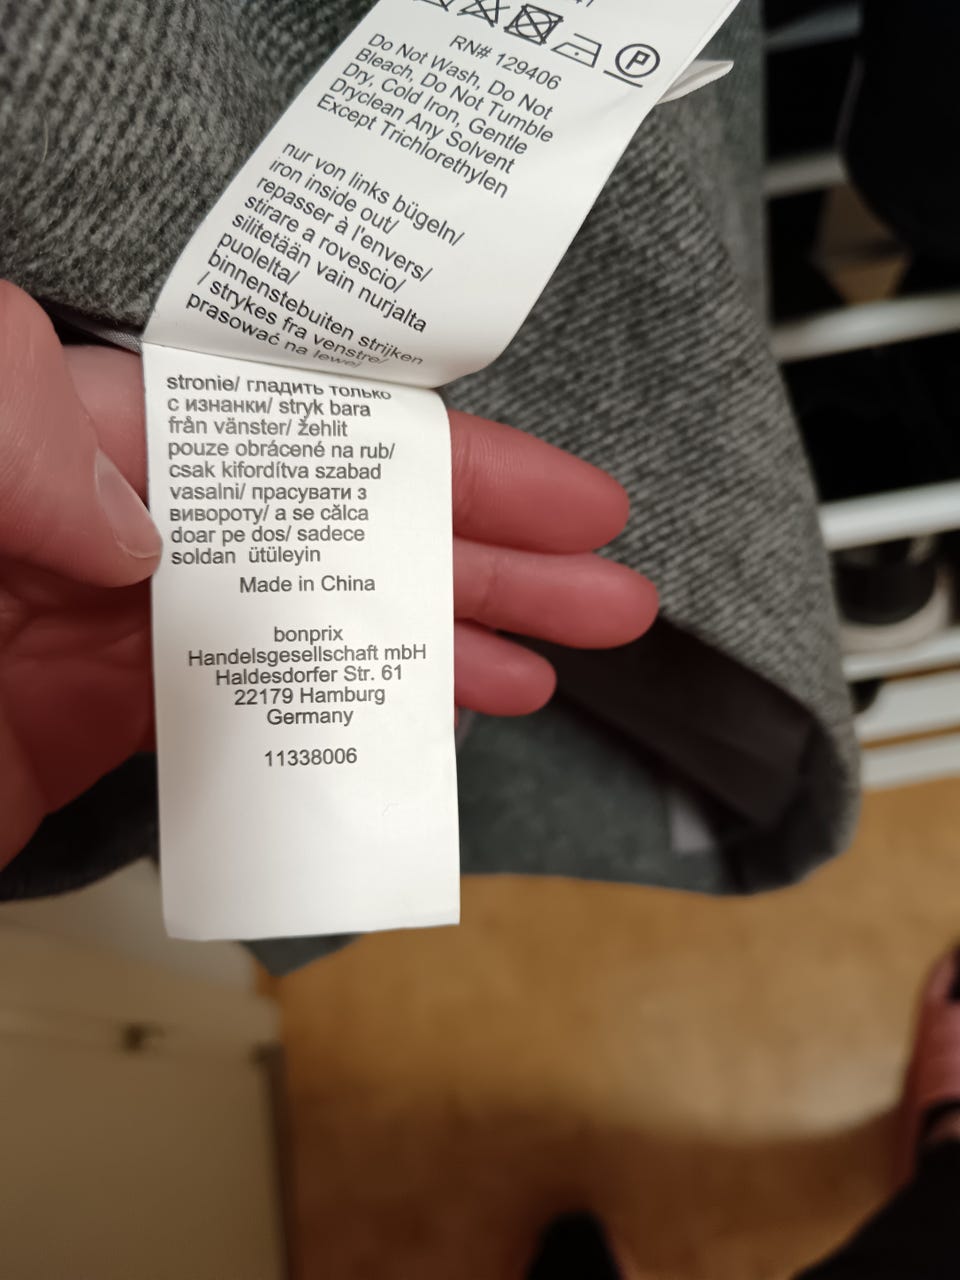 RN# 129406
Do Not Wash, Do Not
Bleach, Do Not Tumble
Dry, Cold Iron, Gentle
Dryclean Any Solvent
Except Trichlorethylen
nur von links bügeln/
iron inside out/
repasser à l'envers/
stirare a rovescio/
silitetään vain nurjalta
puolelta/
binnenstebuiten strijken
/ strykes fra venstre/
prasować na lewej
stronie/ гладить только
с изнанки/ stryk bara
från vänster/ žehlit
pouze obrácené na rub/
csak kifordítva szabad
vasalni/ прасувати з
вивороту/ a se călca
doar pe dos/ sadece
soldan ütüleyin
Made in China
bonprix
Handelsgesellschaft mbH
Haldesdorfer Str. 61
22179 Hamburg
Germany
11338006